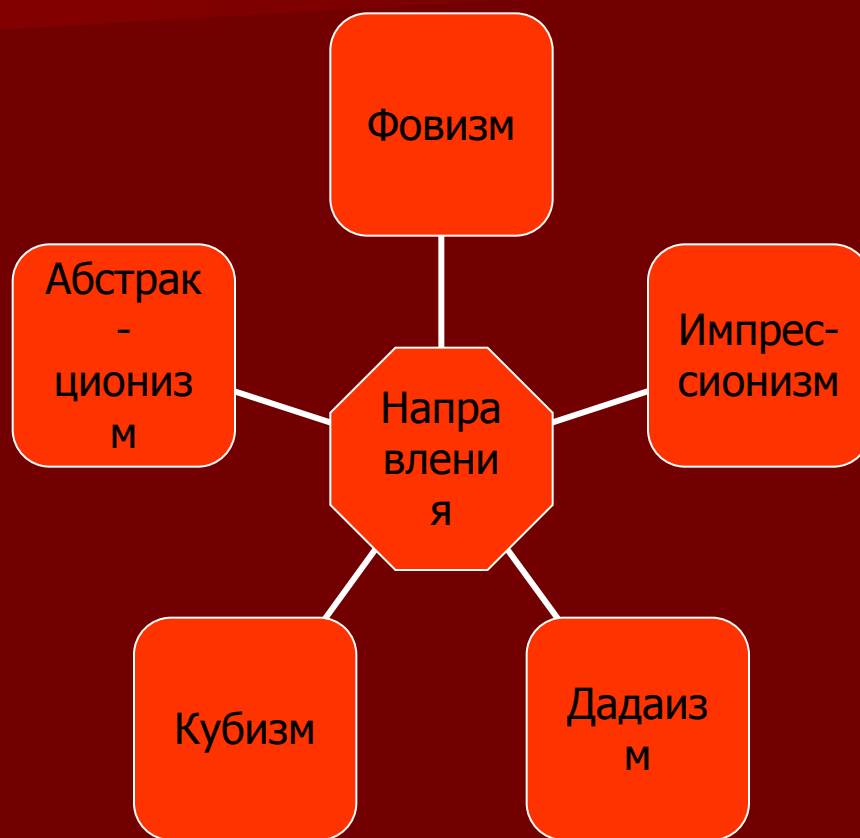 Фовизм
Абстрак
-
циониз
м
Импрес-
сионизм
Напра
влени
я
Кубизм
Дадаиз
м